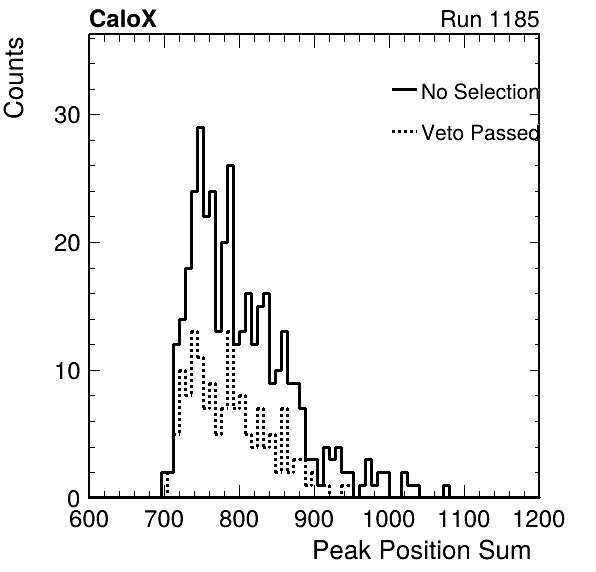 CaloX
Run 1185
Counts
No Selection
Veto Passed
30
20
10
0
600 700 800 900 1000 1100 1200
Peak Position Sum